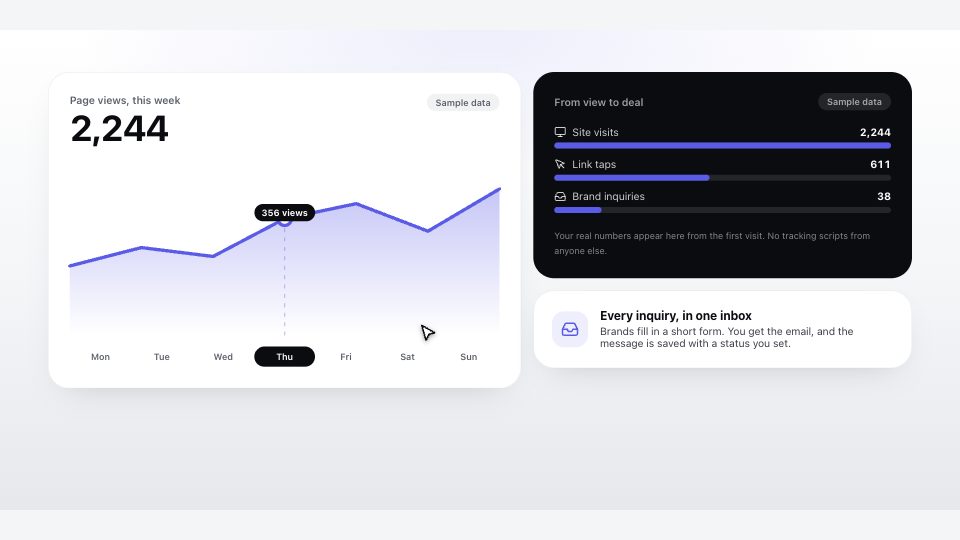 Page views, this week
Sample data
2,244
356 views
Mon Tue Wed Thu Fri Sat Sun
From view to deal
Sample data
Site visits 2,244
Link taps 611
Brand inquiries 38
Your real numbers appear here from the first visit. No tracking scripts from
anyone else.
Every inquiry, in one inbox
Brands fill in a short form. You get the email, and the
message is saved with a status you set.